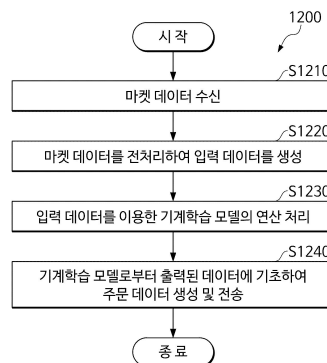 1200
시 작
S1210
마켓 데이터 수신
S1220
마켓 데이터를 전처리하여 입력 데이터를 생성
S1230
입력 데이터를 이용한 기계학습 모델의 연산 처리
S1240
기계학습 모델로부터 출력된 데이터에 기초하여
주문 데이터 생성 및 전송
종 료